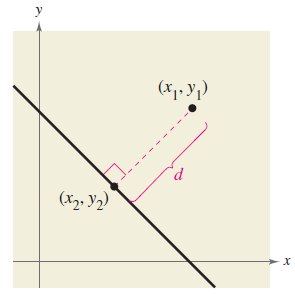 y
(x₁, y₁)
d
(x₂, y₂)
x